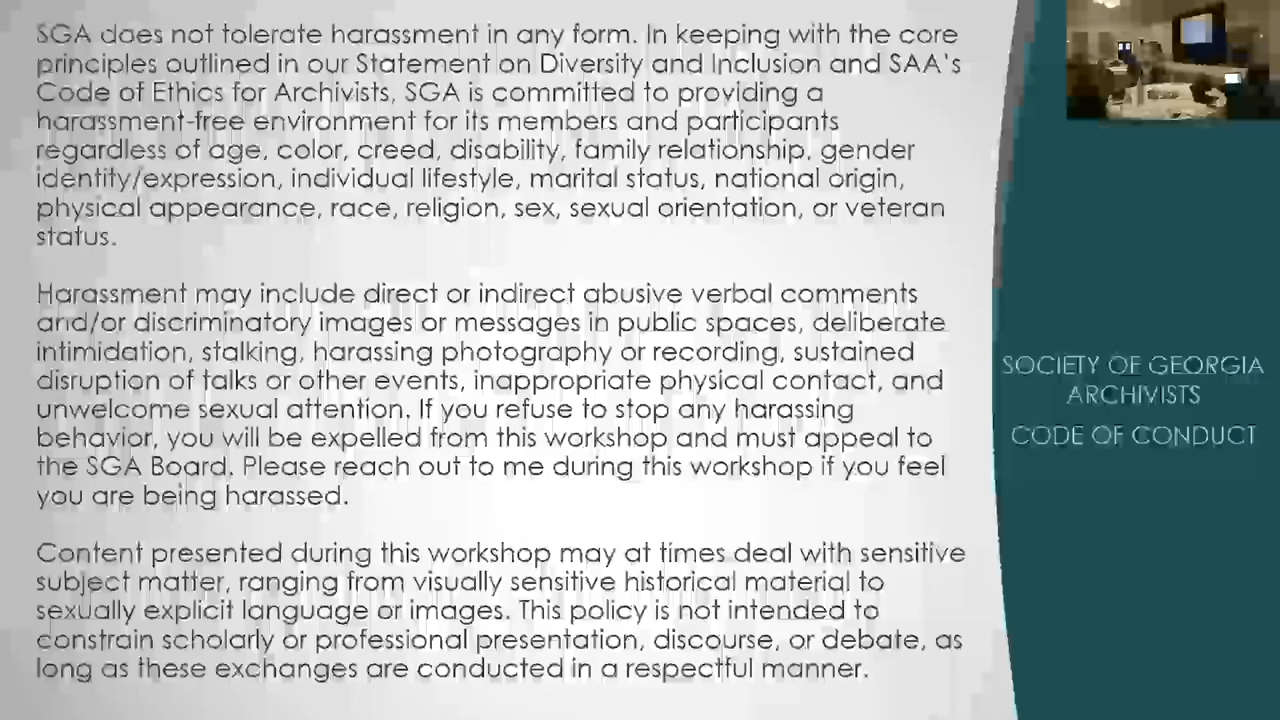 SGA does not tolerate harassment in any form. In keeping with the core
principles outlined in our Statement on Diversity and Inclusion and SAA's
Code of Ethics for Archivists, SGA is committed to providing a
harassment-free environment for its members and participants
regardless of age, color, creed, disability, family relationship, gender
identity/expression, individual lifestyle, marital status, national origin,
physical appearance, race, religion, sex, sexual orientation, or veteran
status.
Harassment may include direct or indirect abusive verbal comments
and/or discriminatory images or messages in public spaces, deliberate
intimidation, stalking, harassing photography or recording, sustained
disruption of talks or other events, inappropriate physical contact, and
unwelcome sexual attention. If you refuse to stop any harassing
behavior, you will be expelled from this workshop and must appeal to
the SGA Board. Please reach out to me during this workshop if you feel
you are being harassed.
Content presented during this workshop may at times deal with sensitive
subject matter, ranging from visually sensitive historical material to
sexually explicit language or images. This policy is not intended to
constrain scholarly or professional presentation, discourse, or debate, as
long as these exchanges are conducted in a respectful manner.
SOCIETY OF GEORGIA
ARCHIVISTS
CODE OF CONDUCT